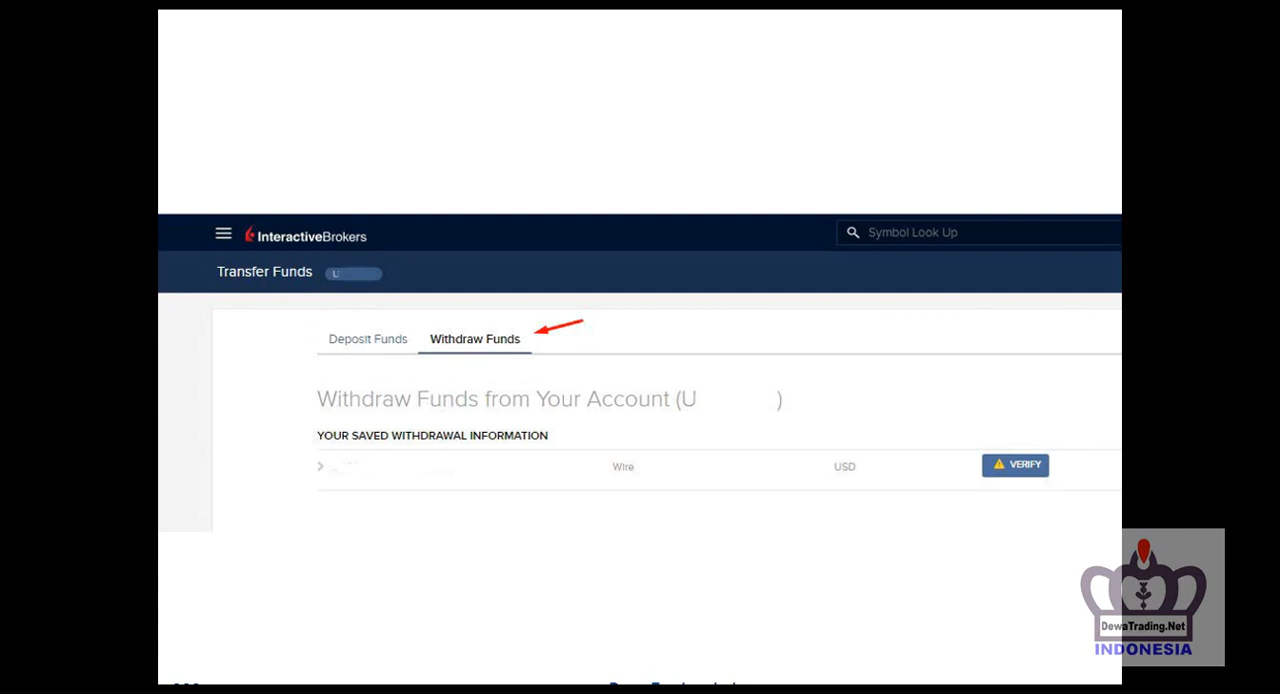 InteractiveBrokers
Symbol Look Up
Transfer Funds U
Deposit Funds Withdraw Funds
Withdraw Funds from Your Account (U )
YOUR SAVED WITHDRAWAL INFORMATION
Wire USD VERIFY
DewaTrading.Net
INDONESIA